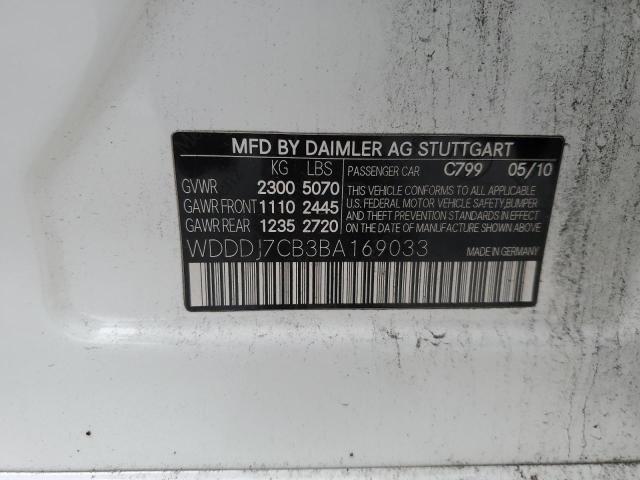 MFD BY DAIMLER AG STUTTGART
KG LBS PASSENGER CAR C799 05/10
GVWR 2300 5070
GAWR FRONT 1110 2445
GAWR REAR 1235 2720
THIS VEHICLE CONFORMS TO ALL APPLICABLE
U.S. FEDERAL MOTOR VEHICLE SAFETY,BUMPER
AND THEFT PREVENTION STANDARDS IN EFFECT
ON THE DATE OF MANUFACTURE SHOWN ABOVE.
WDDDJ7CB3BA169033 MADE IN GERMANY